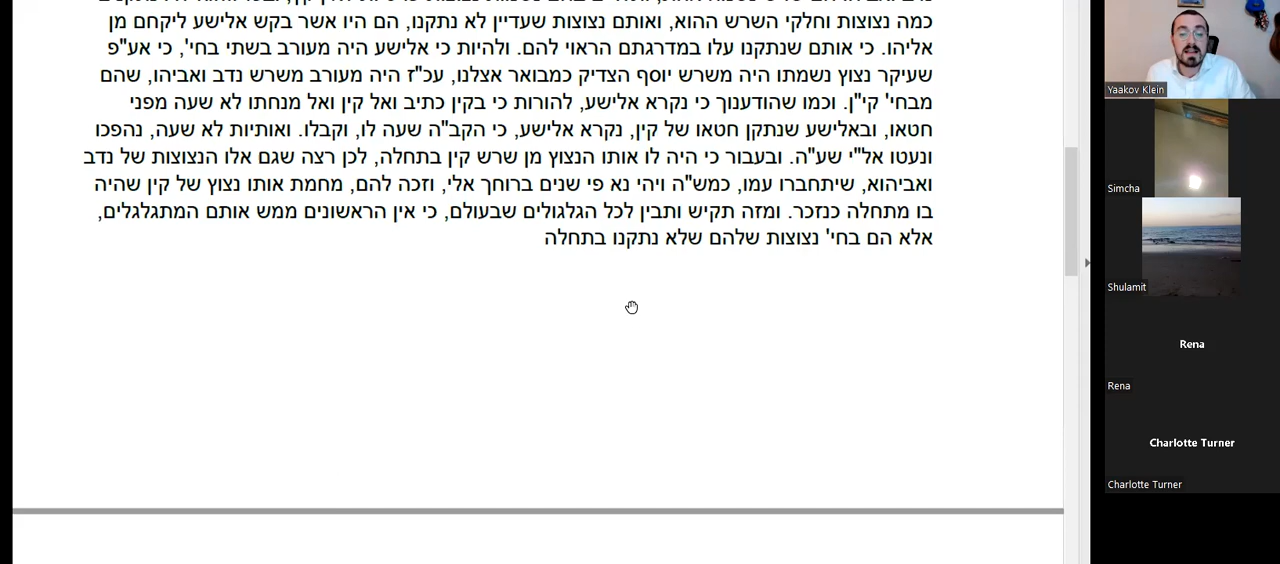 כמה נצוצות וחלקי השרש ההוא, ואותם נצוצות שעדיין לא נתקנו, הם היו אשר בקש אלישע ליקחם מן
אליהו. כי אותם שנתקנו עלו במדרגתם הראוי להם. ולהיות כי אלישע היה מעורב בשתי בחי', כי אע"פ
שעיקר נצוץ נשמתו היה משרש יוסף הצדיק כמבואר אצלנו, עכ"ז היה מעורב משרש נדב ואביהו, שהם
מבחי' קי"ן. וכמו שהודענוך כי נקרא אלישע, להורות כי בקין כתיב ואל קין ואל מנחתו לא שעה מפני
חטאו, ובאלישע שנתקן חטאו של קין, נקרא אלישע, כי הקב"ה שעה לו, וקבלו. ואותיות לא שעה, נהפכו
ונעטו אל"י שע"ה. ובעבור כי היה לו אותו הנצוץ מן שרש קין בתחלה, לכן רצה שגם אלו הנצוצות של נדב
ואביהוא, שיתחברו עמו, כמש"ה ויהי נא פי שנים ברוחך אלי, וזכה להם, מחמת אותו נצוץ של קין שהיה
בו מתחלה כנזכר. ומזה תקיש ותבין לכל הגלגולים שבעולם, כי אין הראשונים ממש אותם המתגלגלים,
אלא הם בחי' נצוצות שלהם שלא נתקנו בתחלה
Yaakov Klein
Simcha
Shulamit
Rena
Rena
Charlotte Turner
Charlotte Turner